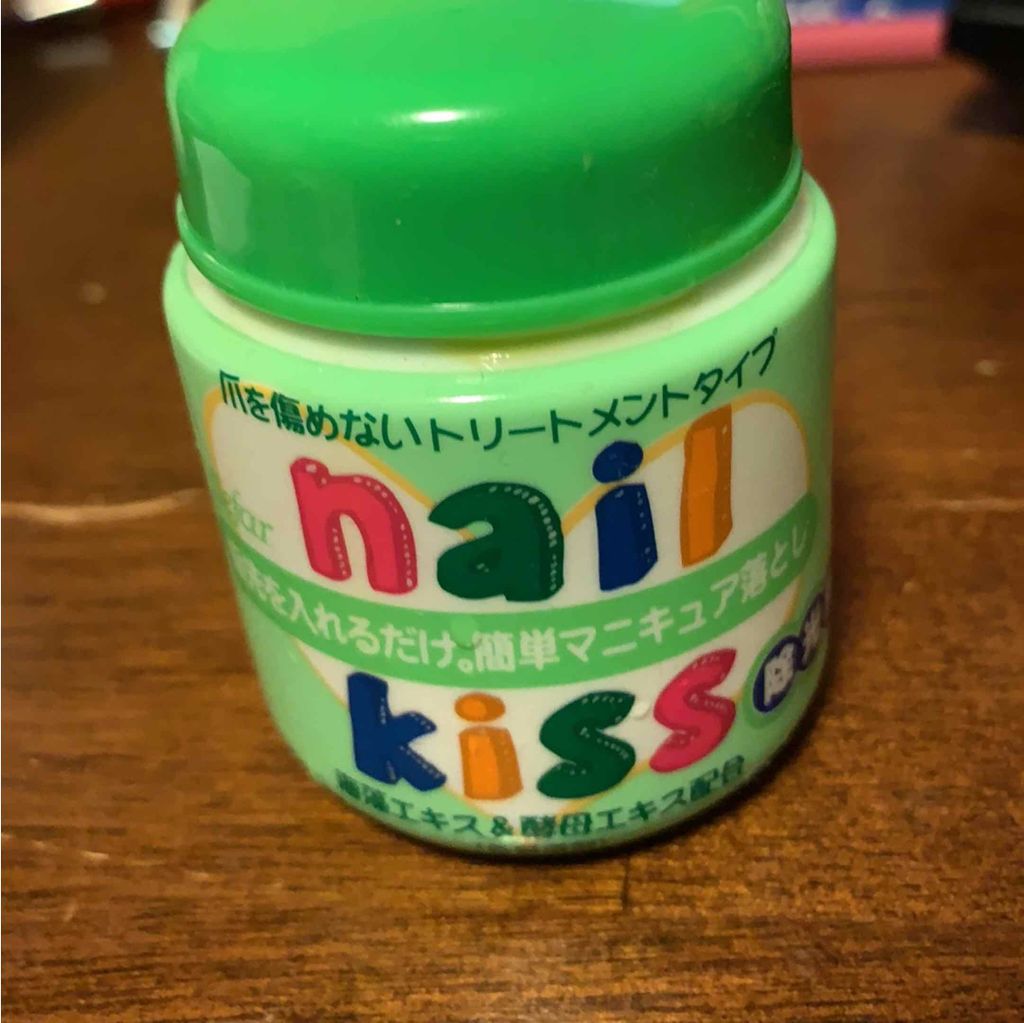 爪を傷めないトリートメントタイプ
nail
を入れるだけ。簡単マニキュア落とし
kiss
海藻エキス&酵母エキス配合